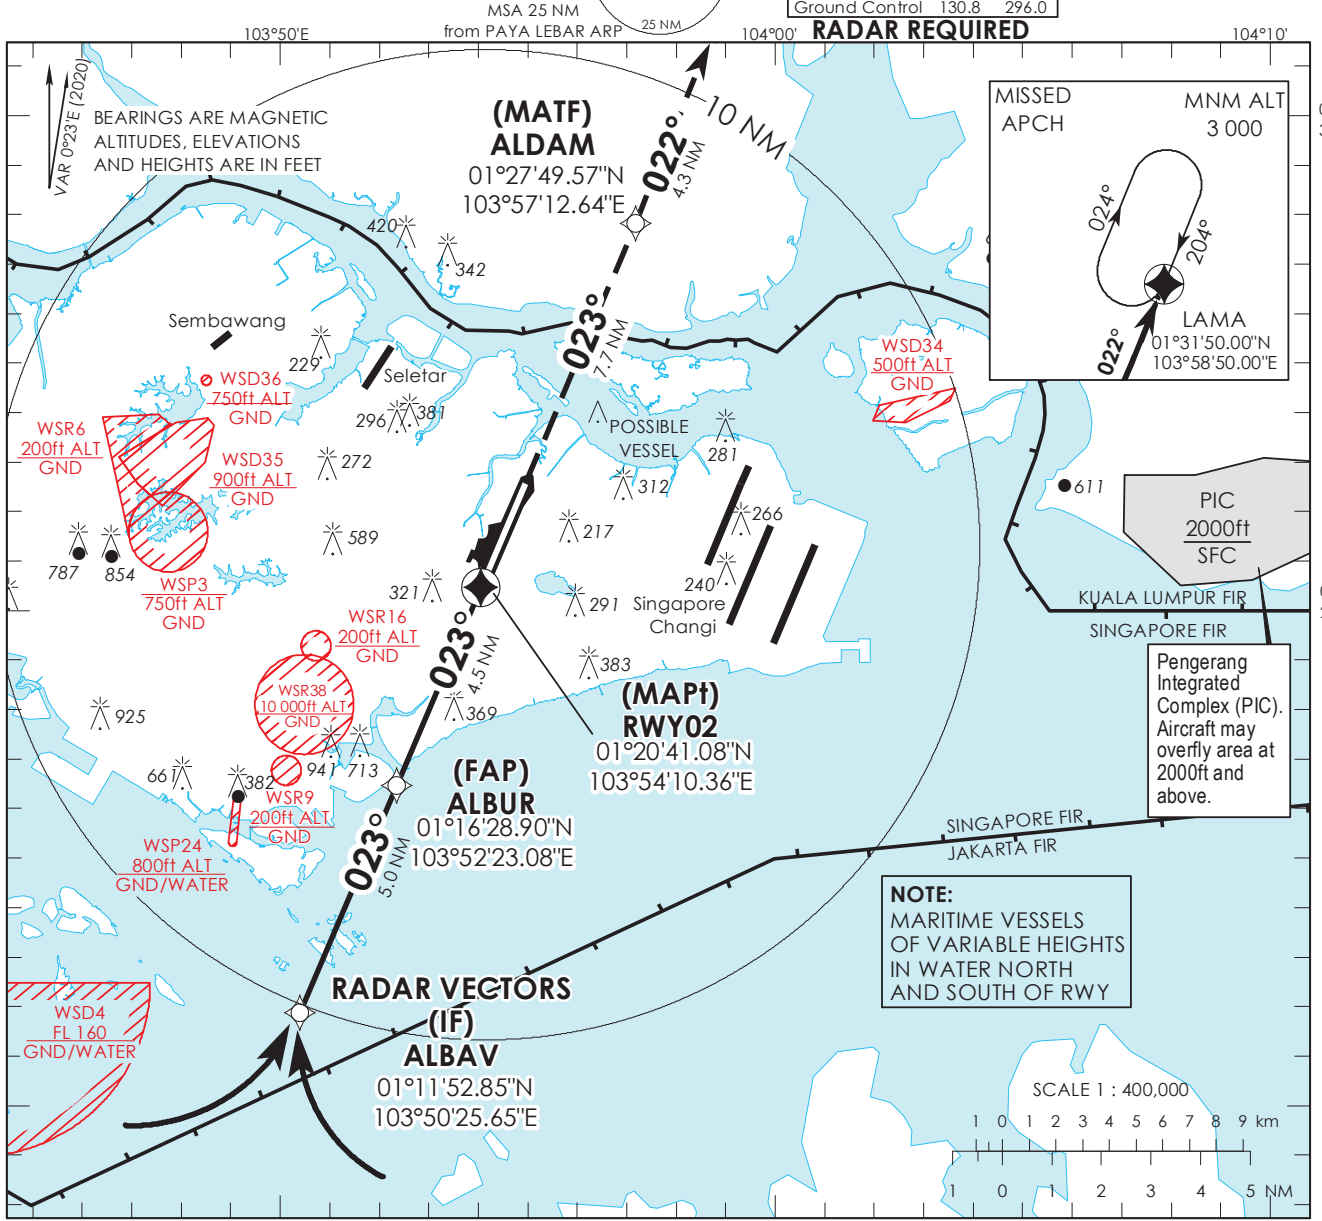 MSA 25 NM
from PAYA LEBAR ARP
25 NM
Ground Control 130.8 296.0
RADAR REQUIRED
103°50'E
104°00'
104°10'
VAR 0°23'E (2020)
BEARINGS ARE MAGNETIC
ALTITUDES, ELEVATIONS
AND HEIGHTS ARE IN FEET
(MATF)
ALDAM
01°27'49.57"N
103°57'12.64"E
022°
4.3 NM
10 NM
MISSED
APCH
MNM ALT
3 000
024°
204°
022°
LAMA
01°31'50.00"N
103°58'50.00"E
420
342
Sembawang
229
Seletar
023°
7.7 NM
WSD36
750ft ALT
GND
WSD34
500ft ALT
GND
296
381
POSSIBLE
VESSEL
281
WSR6
200ft ALT
GND
WSD35
900ft ALT
GND
272
312
611
PIC
2000ft
SFC
266
217
589
787
854
WSP3
750ft ALT
GND
321
291
240
Singapore
Changi
KUALA LUMPUR FIR
SINGAPORE FIR
WSR16
200ft ALT
GND
023°
4.5 NM
383
WSR38
10 000ft ALT
GND
(MAPt)
RWY02
01°20'41.08"N
103°54'10.36"E
Pengerang
Integrated
Complex (PIC).
Aircraft may
overfly area at
2000ft and
above.
925
369
941
713
661
382
WSR9
200ft ALT
GND
(FAP)
ALBUR
01°16'28.90"N
103°52'23.08"E
WSP24
800ft ALT
GND/WATER
023°
5.0 NM
SINGAPORE FIR
JAKARTA FIR
NOTE:
MARITIME VESSELS
OF VARIABLE HEIGHTS
IN WATER NORTH
AND SOUTH OF RWY
RADAR VECTORS
(IF)
ALBAV
01°11'52.85"N
103°50'25.65"E
WSD4
FL 160
GND/WATER
SCALE 1 : 400,000
1 0 1 2 3 4 5 6 7 8 9 km
1 0 1 2 3 4 5 NM